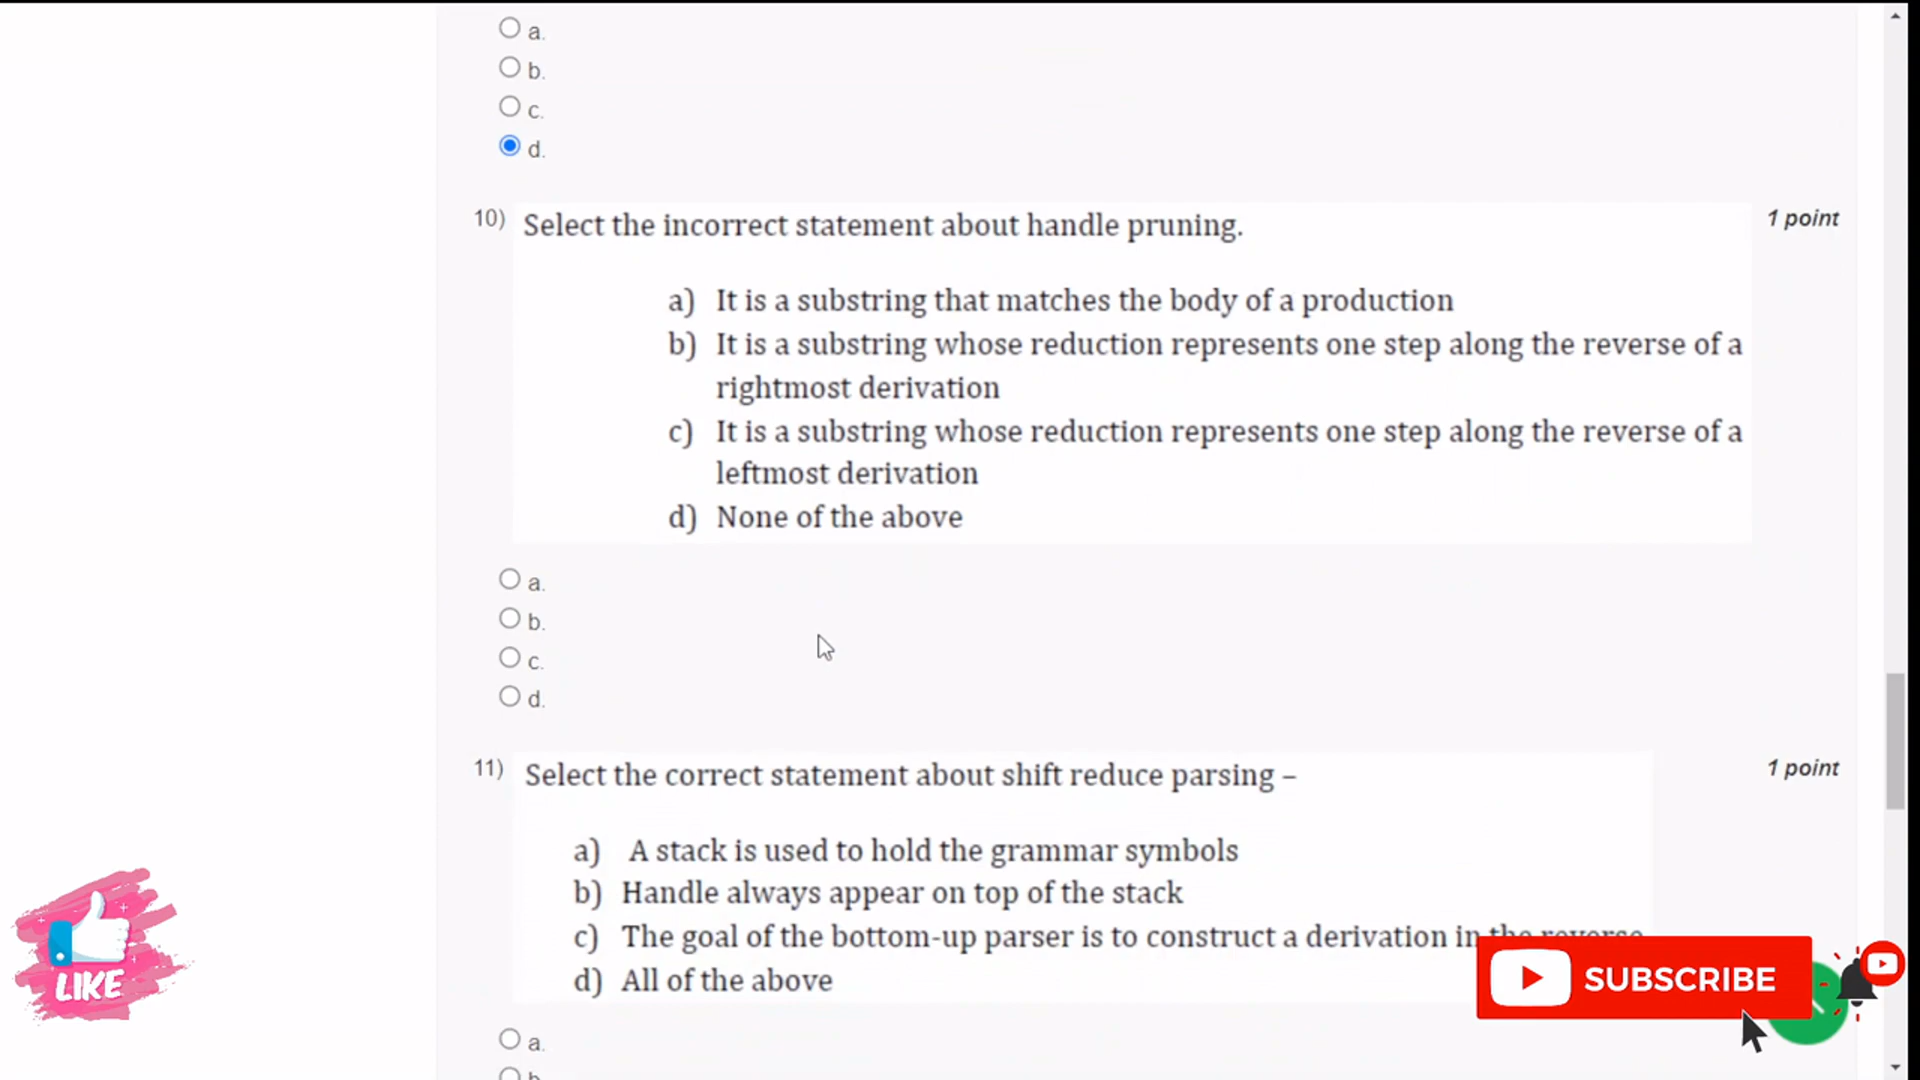 a.
b.
c.
d.
10) Select the incorrect statement about handle pruning. 1 point
a) It is a substring that matches the body of a production
b) It is a substring whose reduction represents one step along the reverse of a
rightmost derivation
c) It is a substring whose reduction represents one step along the reverse of a
leftmost derivation
d) None of the above
a.
b.
c.
d.
11) Select the correct statement about shift reduce parsing – 1 point
a) A stack is used to hold the grammar symbols
b) Handle always appear on top of the stack
c) The goal of the bottom-up parser is to construct a derivation in the reverse
d) All of the above
LIKE
SUBSCRIBE
a.
b